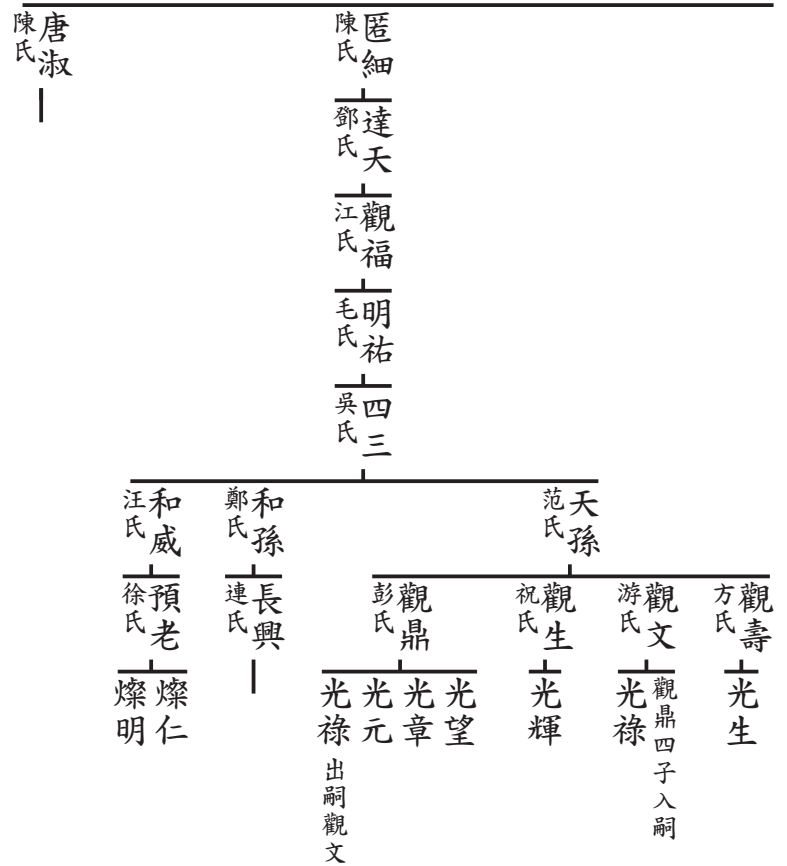 匿細
陳氏
唐淑
陳氏
達天
鄧氏
觀福
江氏
明祐
毛氏
四三
吳氏
天孫
范氏
和孫
鄭氏
和威
汪氏
觀壽
方氏
觀文
游氏
觀生
祝氏
觀鼎
彭氏
長興
連氏
預老
徐氏
光生
觀鼎四子入嗣
光祿
光輝
光望
光章
光元
光祿
出嗣觀文
燦仁
燦明